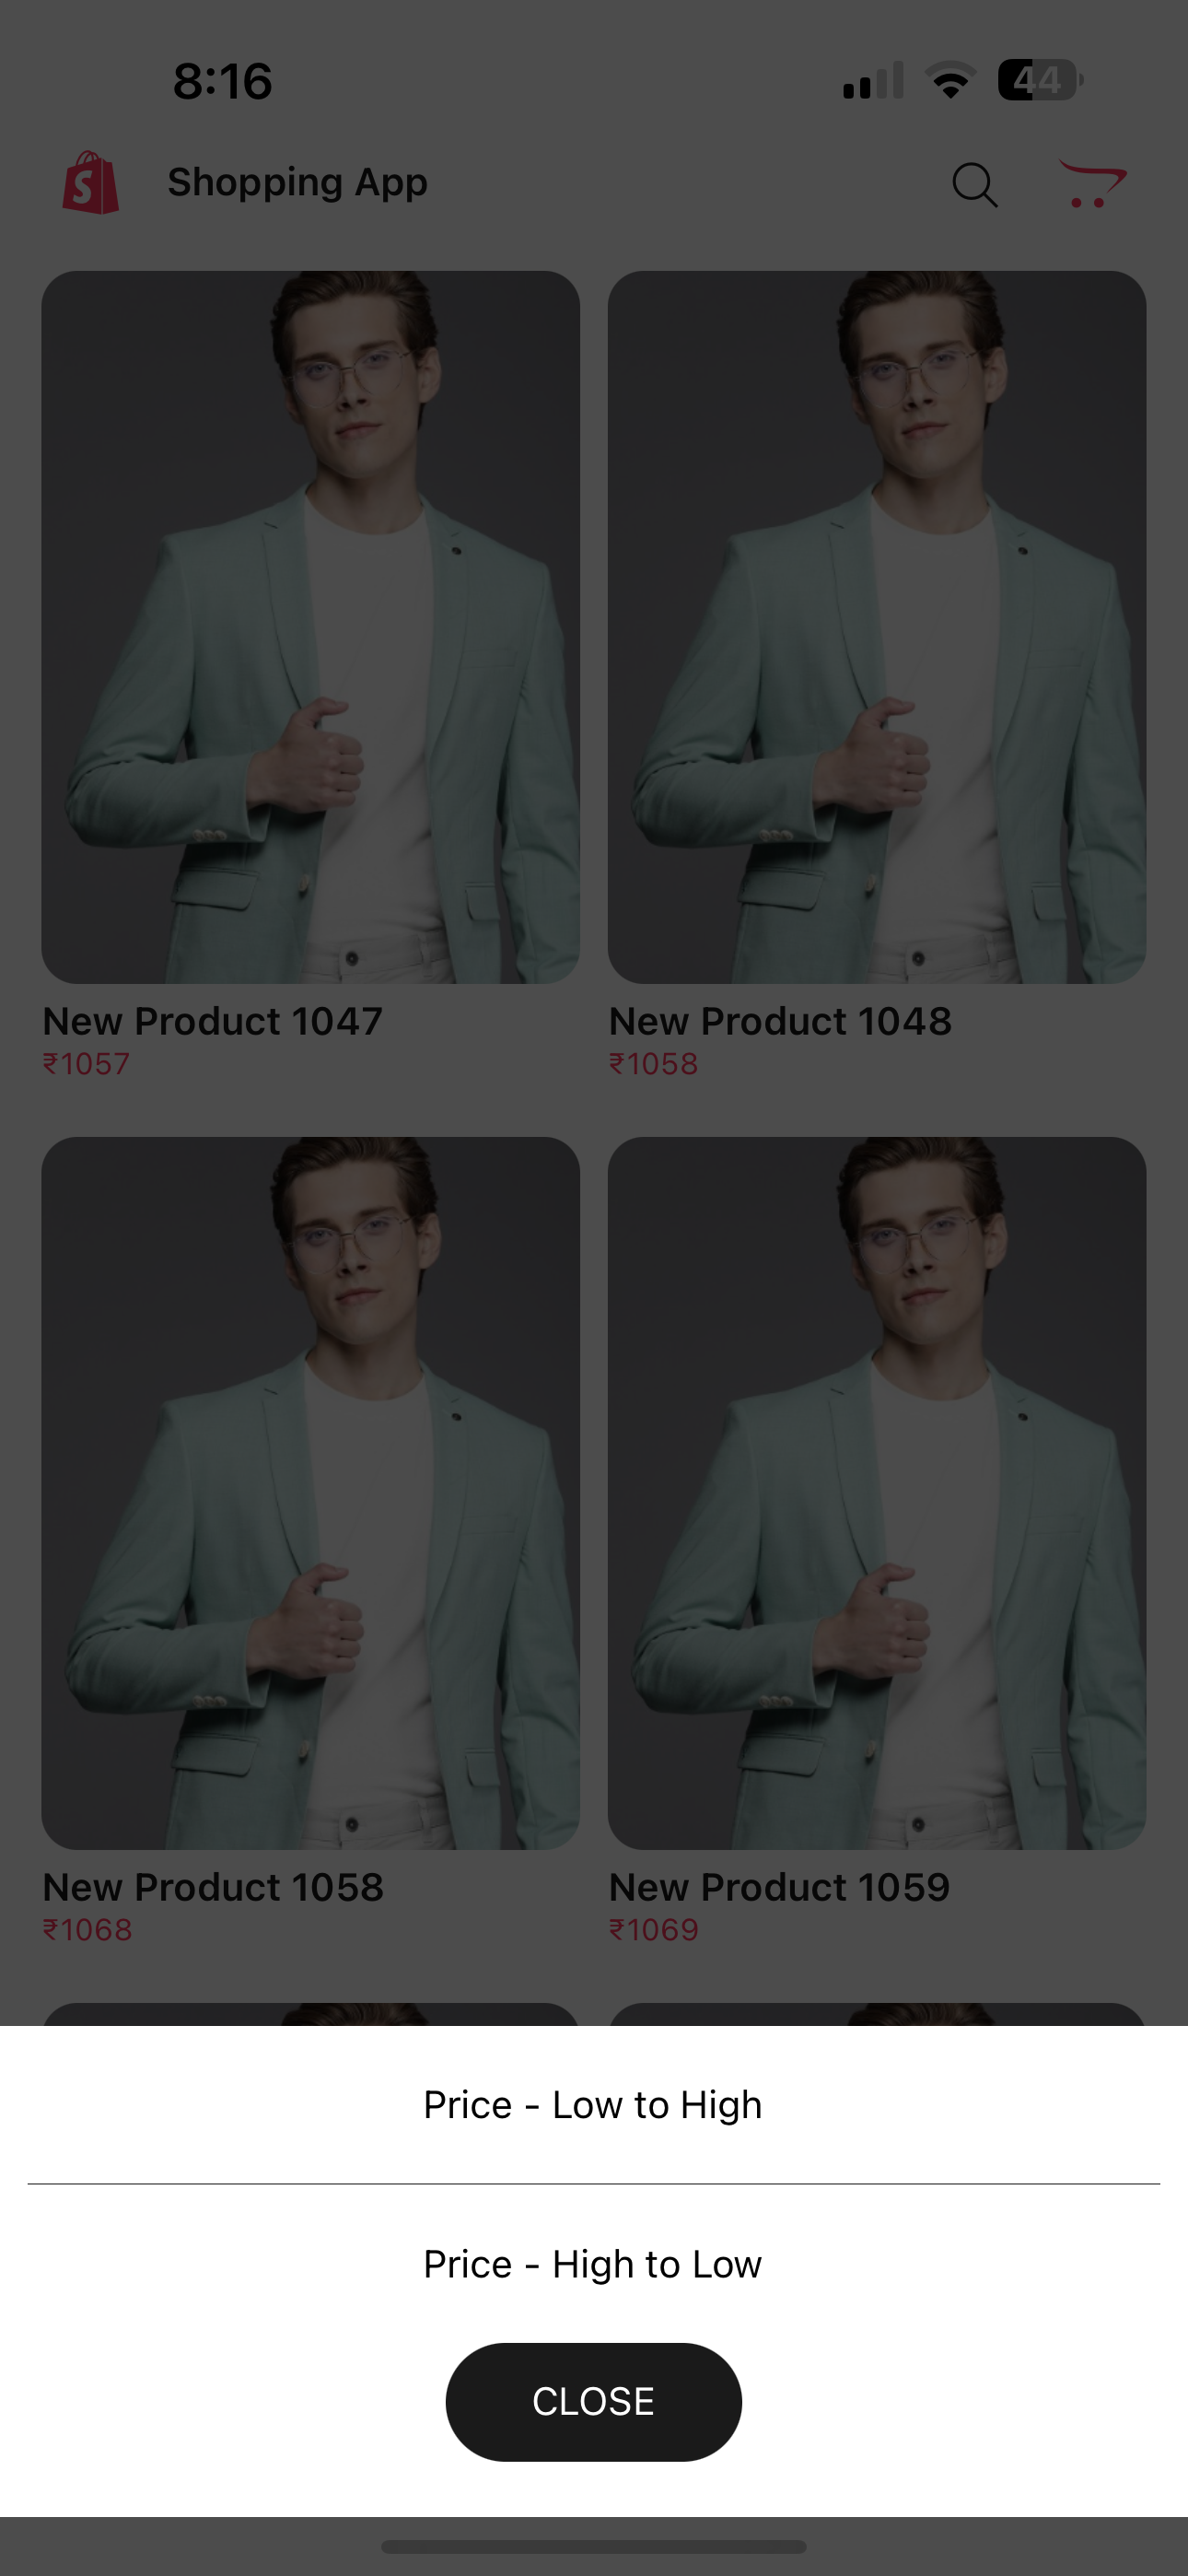 8:16
44
S
Shopping App
New Product 1047
₹1057
New Product 1048
₹1058
New Product 1058
₹1068
New Product 1059
₹1069
Price - Low to High
Price - High to Low
CLOSE